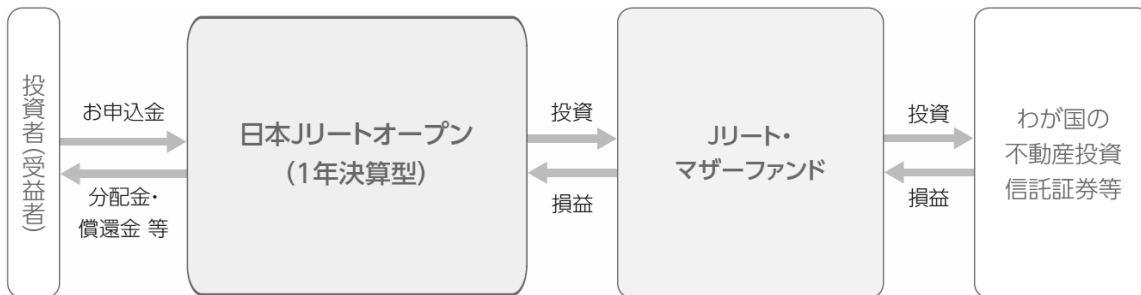 投資者(受益者)
お申込金
分配金・
償還金 等
日本Jリートオープン
(1年決算型)
投資
損益
Jリート・
マザーファンド
投資
損益
わが国の
不動産投資
信託証券等